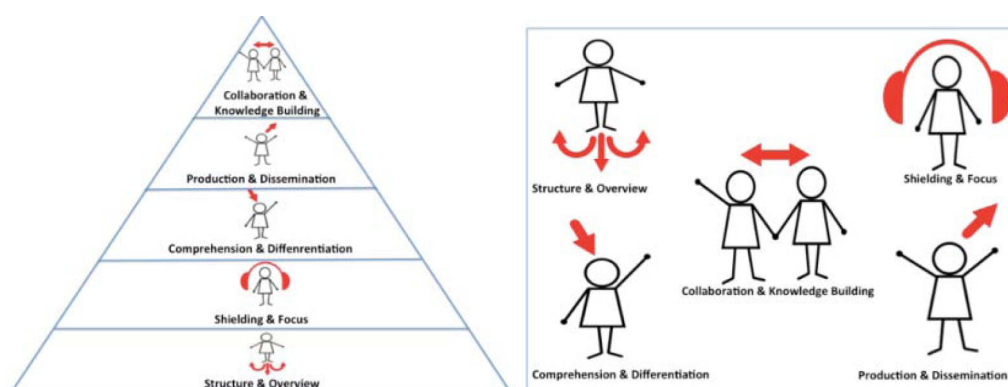 Collaboration &
Knowledge Building
Production & Dissemination
Comprehension & Diffenrentiation
Shielding & Focus
Structure & Overview
Structure & Overview
Shielding & Focus
Collaboration & Knowledge Building
Comprehension & Differentiation
Production & Dissemination